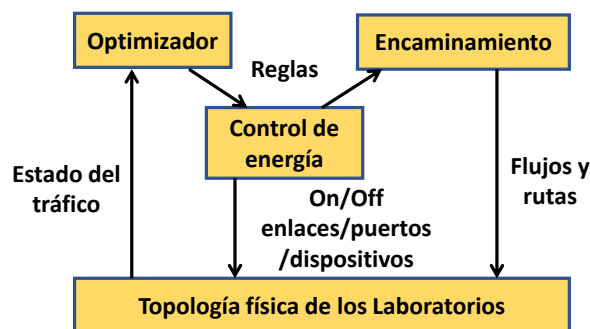 Optimizador
Encaminamiento
Reglas
Control de
energía
Estado del
tráfico
Flujos y
rutas
On/Off
enlaces/puertos
/dispositivos
Topología física de los Laboratorios